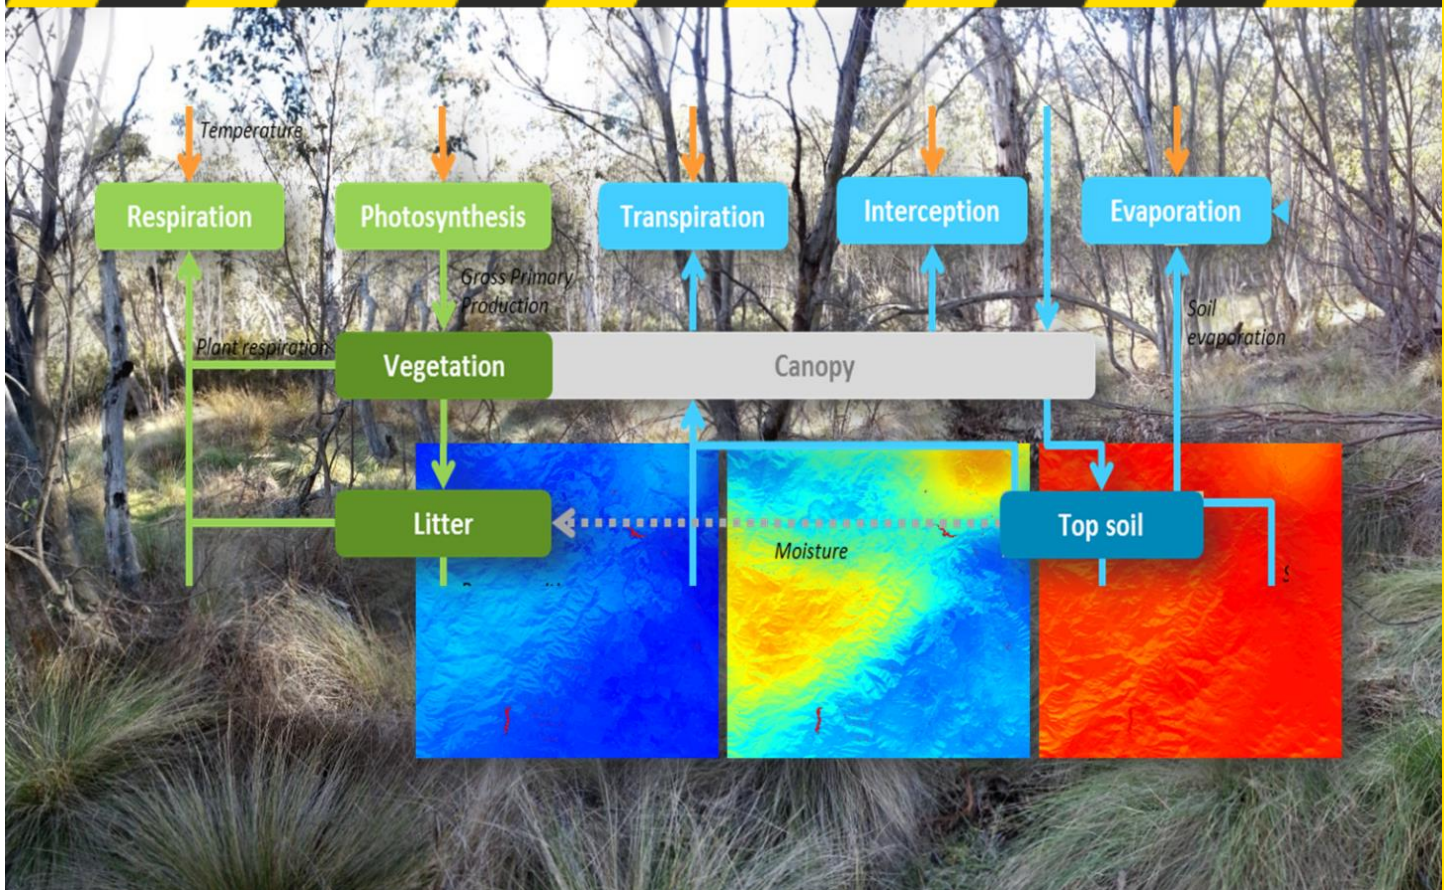 Temperature
Respiration
Photosynthesis
Transpiration
Interception
Evaporation
Gross Primary
Production
Soil
evaporation
Plant respiration
Vegetation
Canopy
Litter
Top soil
Moisture